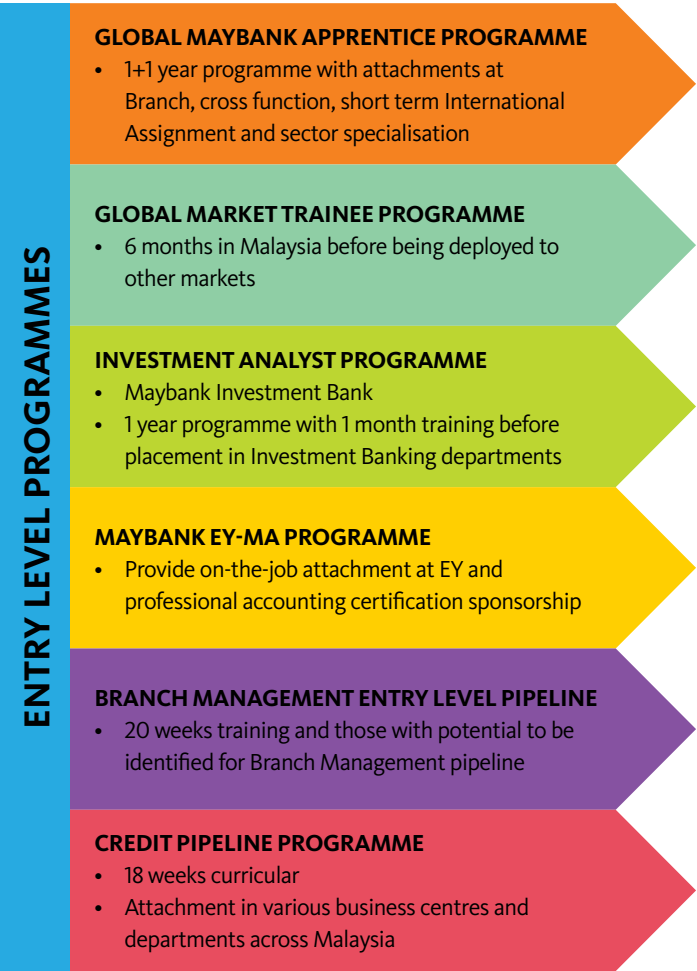 ENTRY LEVEL PROGRAMMES
GLOBAL MAYBANK APPRENTICE PROGRAMME
• 1+1 year programme with attachments at
Branch, cross function, short term International
Assignment and sector specialisation
GLOBAL MARKET TRAINEE PROGRAMME
• 6 months in Malaysia before being deployed to
other markets
INVESTMENT ANALYST PROGRAMME
• Maybank Investment Bank
• 1 year programme with 1 month training before
placement in Investment Banking departments
MAYBANK EY-MA PROGRAMME
• Provide on-the-job attachment at EY and
professional accounting certification sponsorship
BRANCH MANAGEMENT ENTRY LEVEL PIPELINE
• 20 weeks training and those with potential to be
identified for Branch Management pipeline
CREDIT PIPELINE PROGRAMME
• 18 weeks curricular
• Attachment in various business centres and
departments across Malaysia